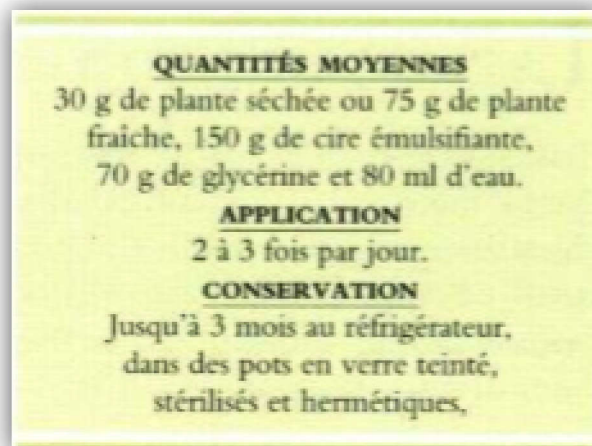 QUANTITÉS MOYENNES
30 g de plante séchée ou 75 g de plante
fraîche, 150 g de cire émulsifiante,
70 g de glycérine et 80 ml d'eau.
APPLICATION
2 à 3 fois par jour.
CONSERVATION
Jusqu'à 3 mois au réfrigérateur,
dans des pots en verre teinté,
stérilisés et hermétiques,